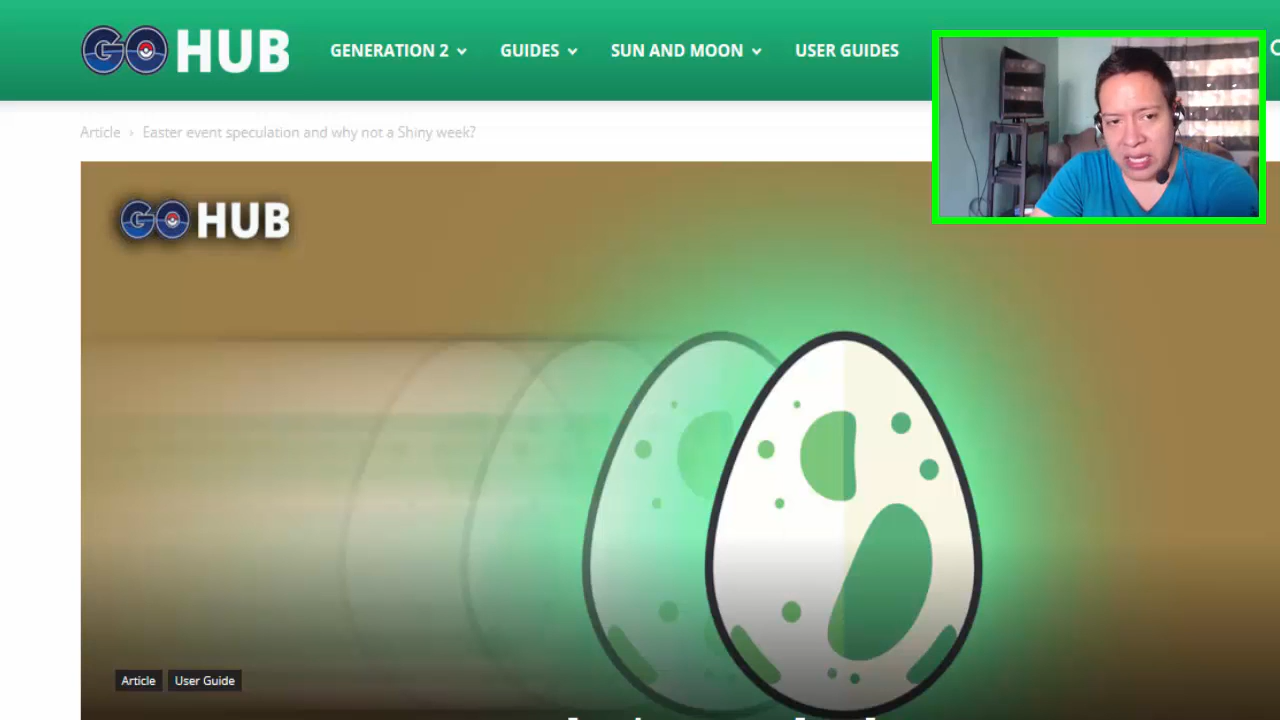 GO HUB
GENERATION 2
GUIDES
SUN AND MOON
USER GUIDES
Article › Easter event speculation and why not a Shiny week?
GO HUB
Article
User Guide